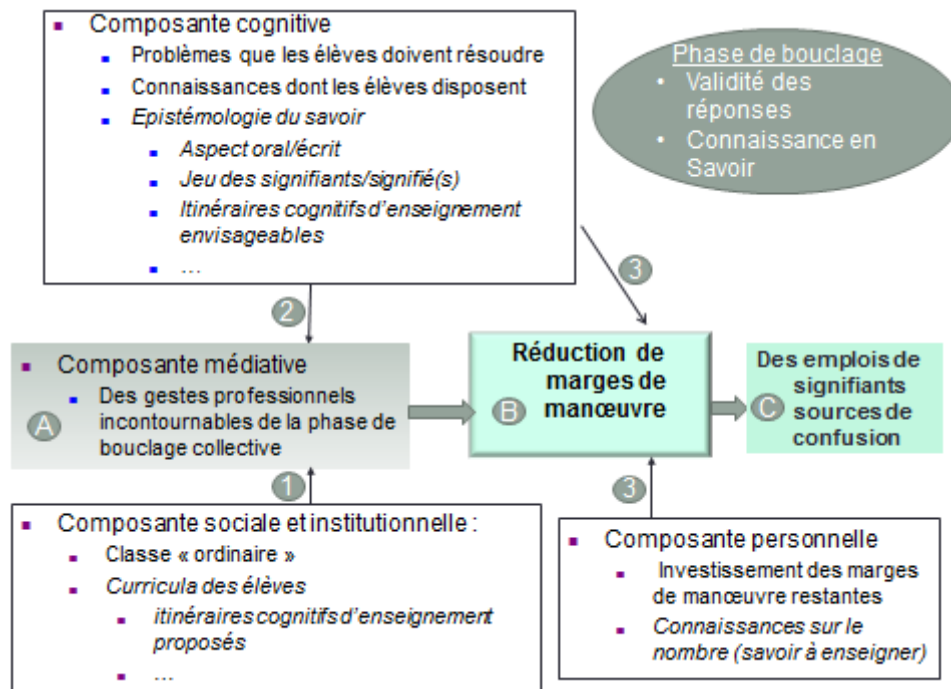 Composante cognitive
Problèmes que les élèves doivent résoudre
Connaissances dont les élèves disposent
Epistémologie du savoir
Aspect oral/écrit
Jeu des signifiants/signifié(s)
Itinéraires cognitifs d'enseignement
envisageables
…
Phase de bouclage
• Validité des
réponses
• Connaissance en
Savoir
2
3
Composante médiative
Des gestes professionnels
incontournables de la phase de
bouclage collective
A
Réduction de
marges de
manœuvre
B
Des emplois de
signifiants
sources de
confusion
C
1
3
Composante sociale et institutionnelle :
Classe « ordinaire »
Curricula des élèves
itinéraires cognitifs d'enseignement
proposés
…
Composante personnelle
Investissement des marges
de manœuvre restantes
Connaissances sur le
nombre (savoir à enseigner)